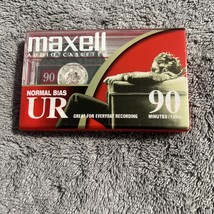 maxell
AUDIO CASSETTE
90
NORMAL BIAS
UR
GREAT FOR EVERYDAY RECORDING
90
MINUTES